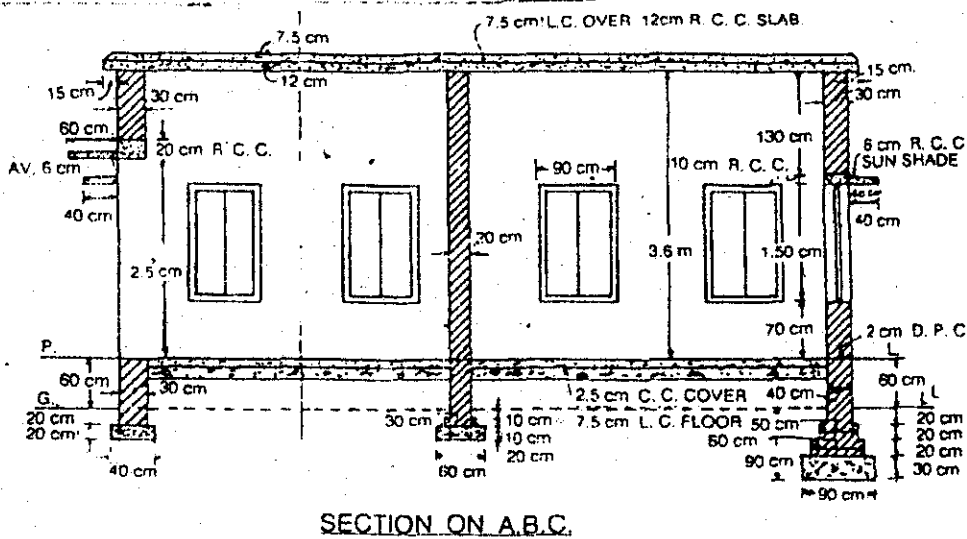 7.5 cm L.C. OVER 12cm R. C. C. SLAB.
7.5 cm
12 cm
15 cm
15 cm.
30 cm
30 cm
60 cm
130 cm
20 cm R. C. C.
6 cm R. C. C
SUN SHADE
AV. 6 cm
90 cm
10 cm R. C. C.
40 cm
40 cm
2.5 cm
3.6 m
1.50 cm
70 cm
2 cm D. P. C
P.
L
60 cm
30 cm
60 cm
2.5 cm C. C. COVER
40 cm
G.
L
20 cm
30 cm
10 cm
7.5 cm L. C. FLOOR
50 cm
20 cm
20 cm
10 cm
60 cm
20 cm
20 cm
20 cm
90 cm
30 cm
40 cm
60 cm
90 cm
SECTION ON A.B.C.